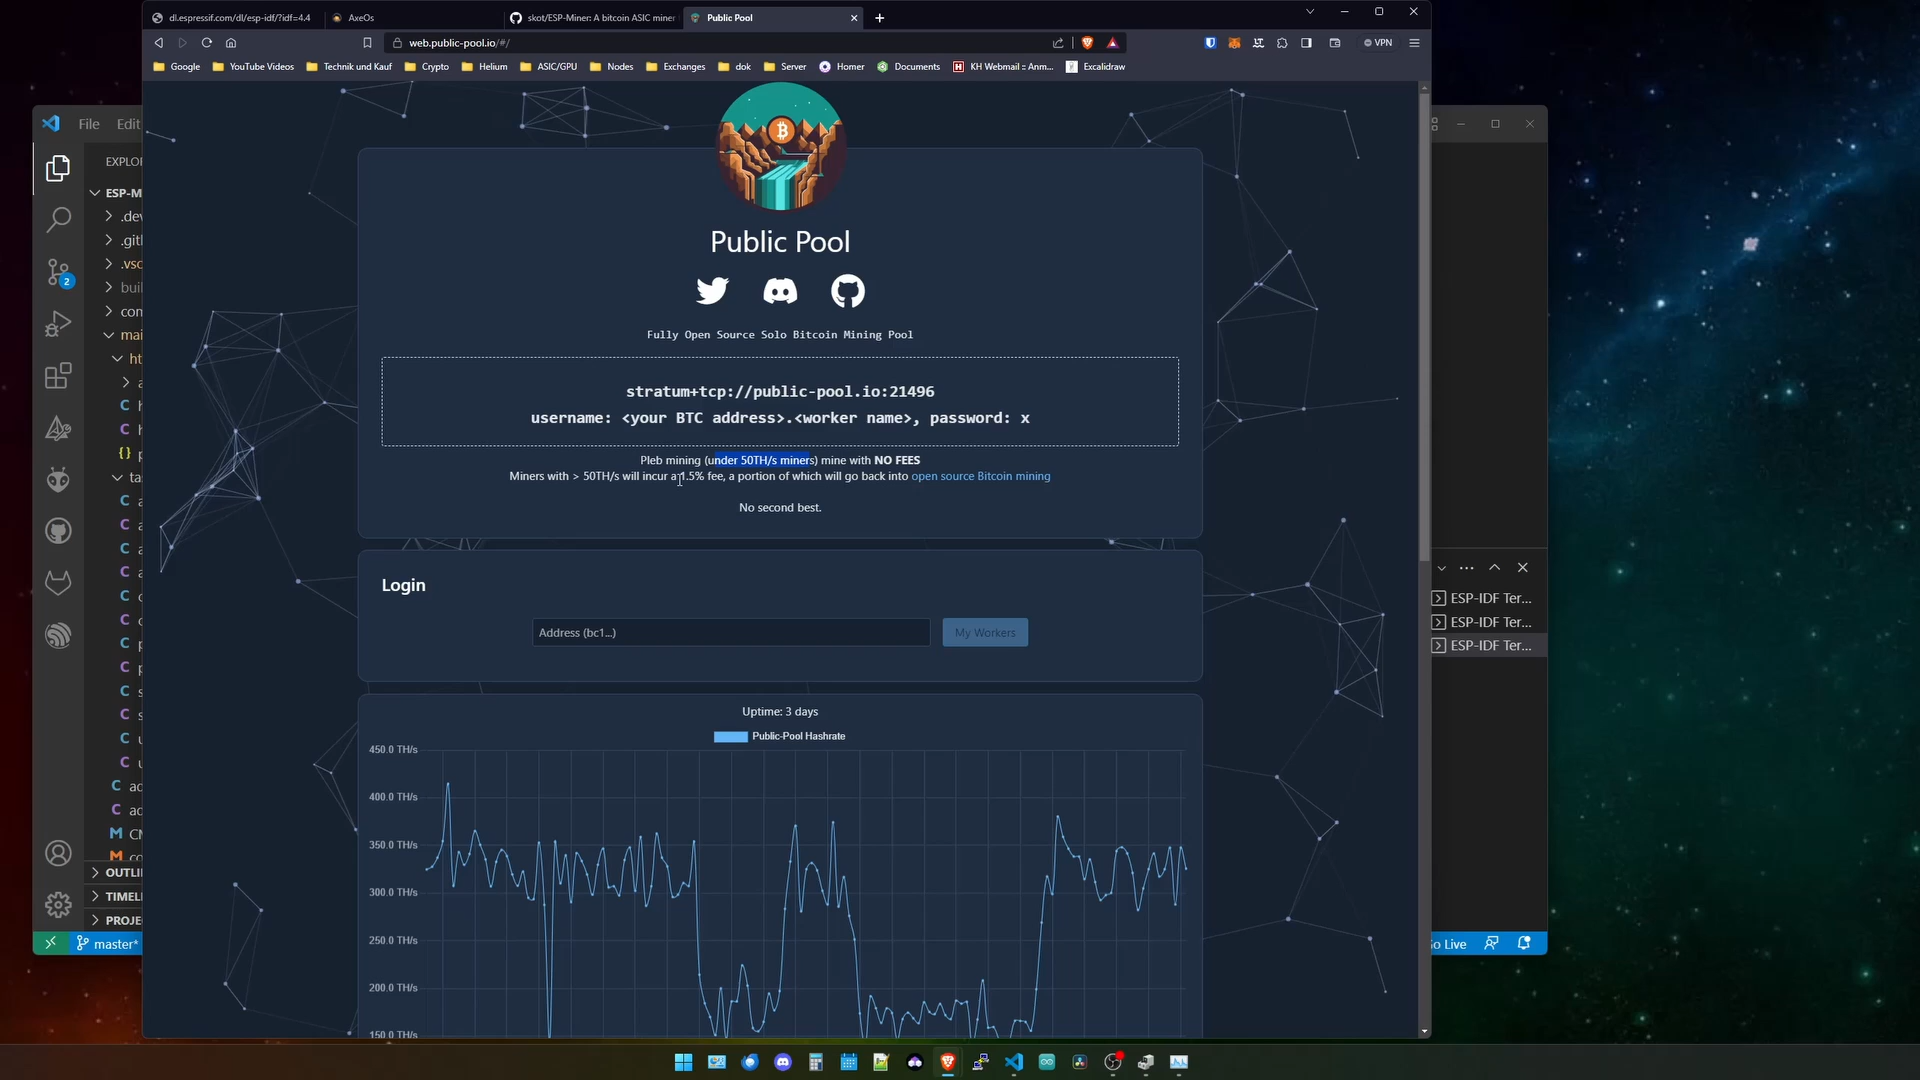 dl.espressif.com/dl/esp-idf/?idf=4.4
AxeOs
skot/ESP-Miner: A bitcoin ASIC miner
Public Pool
web.public-pool.io/#/
VPN
Google
YouTube Videos
Technik und Kauf
Crypto
Helium
ASIC/GPU
Nodes
Exchanges
dok
Server
Homer
Documents
KH Webmail :: Anm...
Excalidraw
File
Edit
EXPLO
ESP-M
.de
.git
.vsc
buil
con
mai
ht
ta
OUTLI
TIMEL
PROJE
master*
2
Public Pool
Fully Open Source Solo Bitcoin Mining Pool
stratum+tcp://public-pool.io:21496
username: <your BTC address>.<worker name>, password: x
Pleb mining (under 50TH/s miners) mine with NO FEES
Miners with > 50TH/s will incur a 1.5% fee, a portion of which will go back into open source Bitcoin mining
No second best.
Login
Address (bc1...)
My Workers
Uptime: 3 days
Public-Pool Hashrate
450.0 TH/s
400.0 TH/s
350.0 TH/s
300.0 TH/s
250.0 TH/s
200.0 TH/s
150.0 TH/s
ESP-IDF Ter...
ESP-IDF Ter...
ESP-IDF Ter...
Go Live